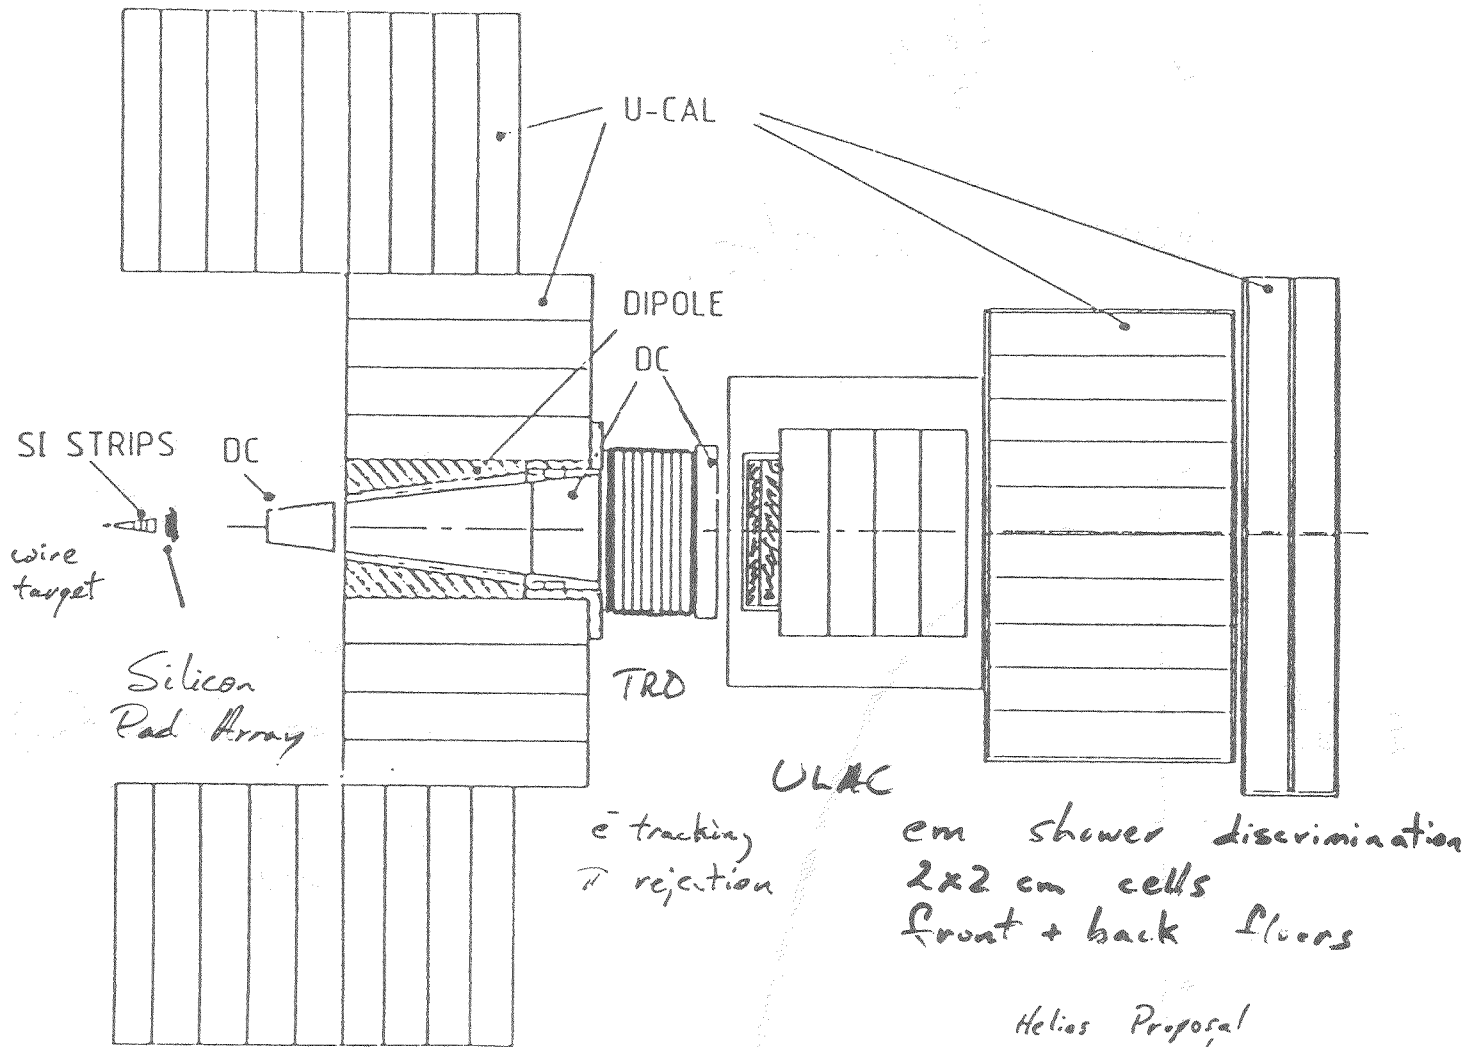 U-CAL
DIPOLE
DC
SI STRIPS
DC
wire
target
Silicon
Pad Array
TRD
ULAC
e⁻ tracking
π rejection
em shower discrimination
2x2 cm cells
front + back
Helios Proposal